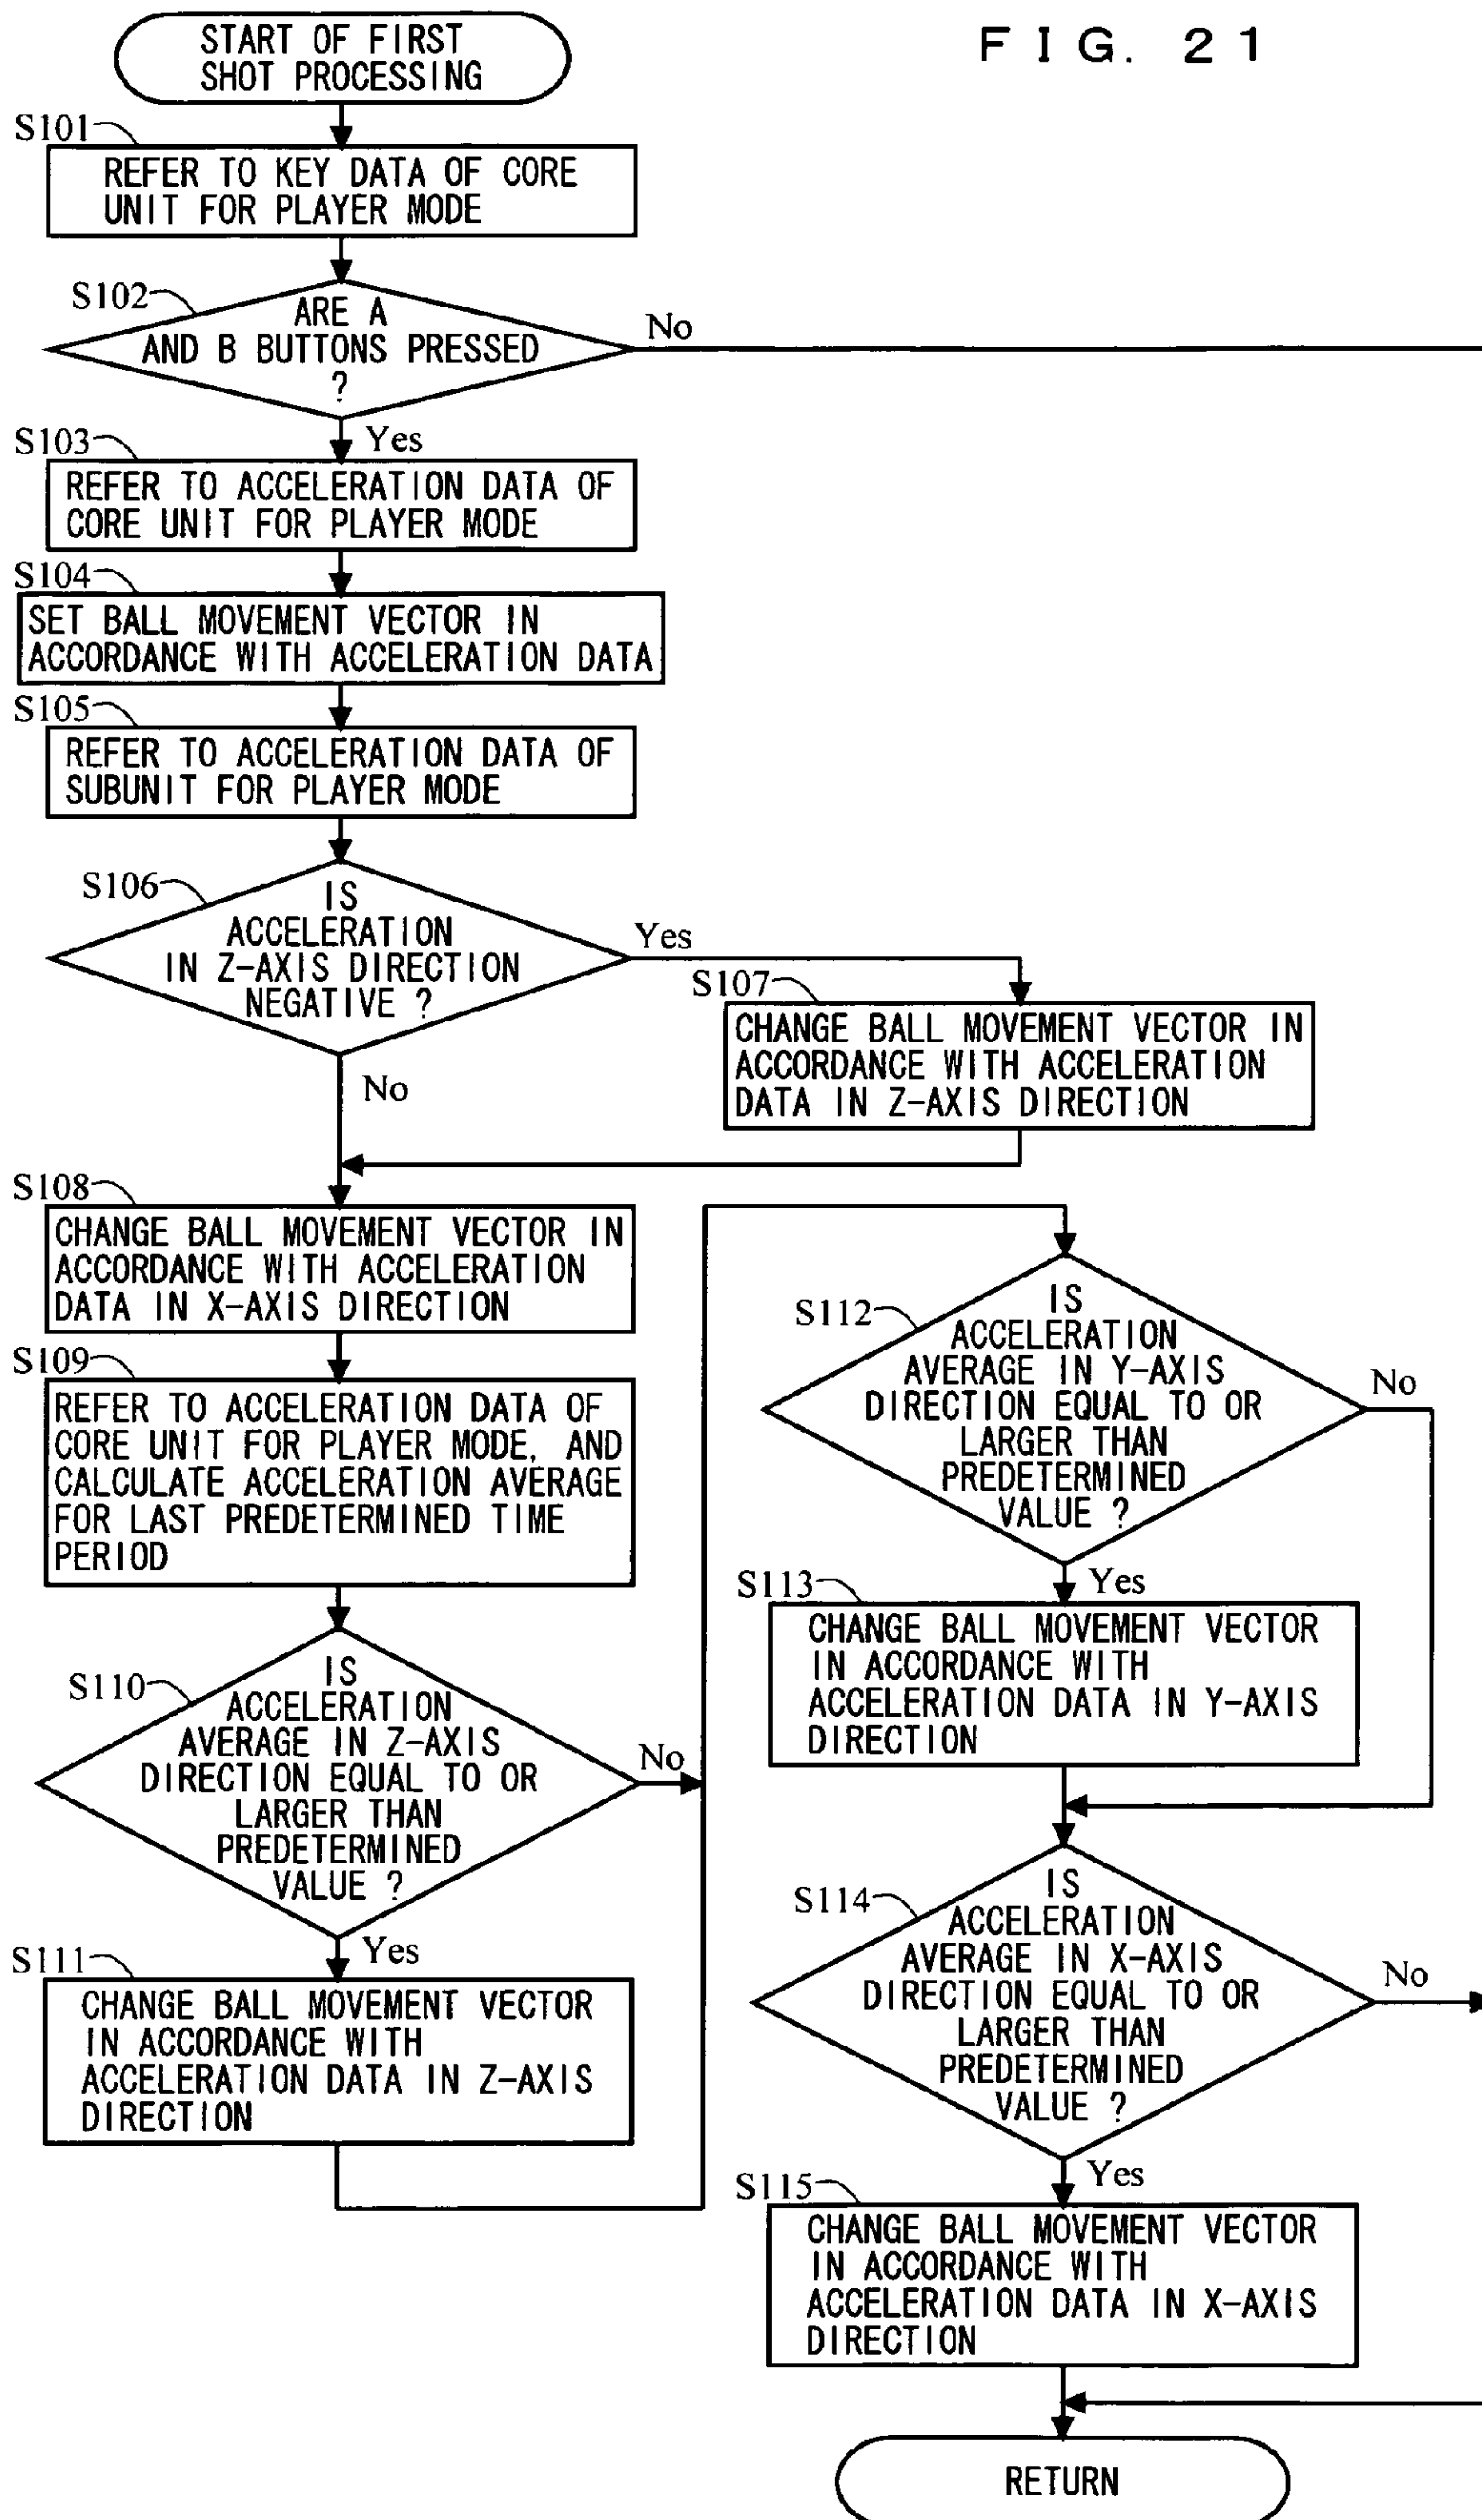 FIG. 21
START OF FIRST
SHOT PROCESSING
S101
REFER TO KEY DATA OF CORE
UNIT FOR PLAYER MODE
S102
ARE A
AND B BUTTONS PRESSED
?
No
Yes
S103
REFER TO ACCELERATION DATA OF
CORE UNIT FOR PLAYER MODE
S104
SET BALL MOVEMENT VECTOR IN
ACCORDANCE WITH ACCELERATION DATA
S105
REFER TO ACCELERATION DATA OF
SUBUNIT FOR PLAYER MODE
S106
IS
ACCELERATION
IN Z-AXIS DIRECTION
NEGATIVE ?
Yes
No
S107
CHANGE BALL MOVEMENT VECTOR IN
ACCORDANCE WITH ACCELERATION
DATA IN Z-AXIS DIRECTION
S108
CHANGE BALL MOVEMENT VECTOR IN
ACCORDANCE WITH ACCELERATION
DATA IN X-AXIS DIRECTION
S109
REFER TO ACCELERATION DATA OF
CORE UNIT FOR PLAYER MODE, AND
CALCULATE ACCELERATION AVERAGE
FOR LAST PREDETERMINED TIME
PERIOD
S110
IS
ACCELERATION
AVERAGE IN Z-AXIS
DIRECTION EQUAL TO OR
LARGER THAN
PREDETERMINED
VALUE ?
No
Yes
S111
CHANGE BALL MOVEMENT VECTOR
IN ACCORDANCE WITH
ACCELERATION DATA IN Z-AXIS
DIRECTION
S112
IS
ACCELERATION
AVERAGE IN Y-AXIS
DIRECTION EQUAL TO OR
LARGER THAN
PREDETERMINED
VALUE ?
No
Yes
S113
CHANGE BALL MOVEMENT VECTOR
IN ACCORDANCE WITH
ACCELERATION DATA IN Y-AXIS
DIRECTION
S114
IS
ACCELERATION
AVERAGE IN X-AXIS
DIRECTION EQUAL TO OR
LARGER THAN
PREDETERMINED
VALUE ?
No
Yes
S115
CHANGE BALL MOVEMENT VECTOR
IN ACCORDANCE WITH
ACCELERATION DATA IN X-AXIS
DIRECTION
RETURN